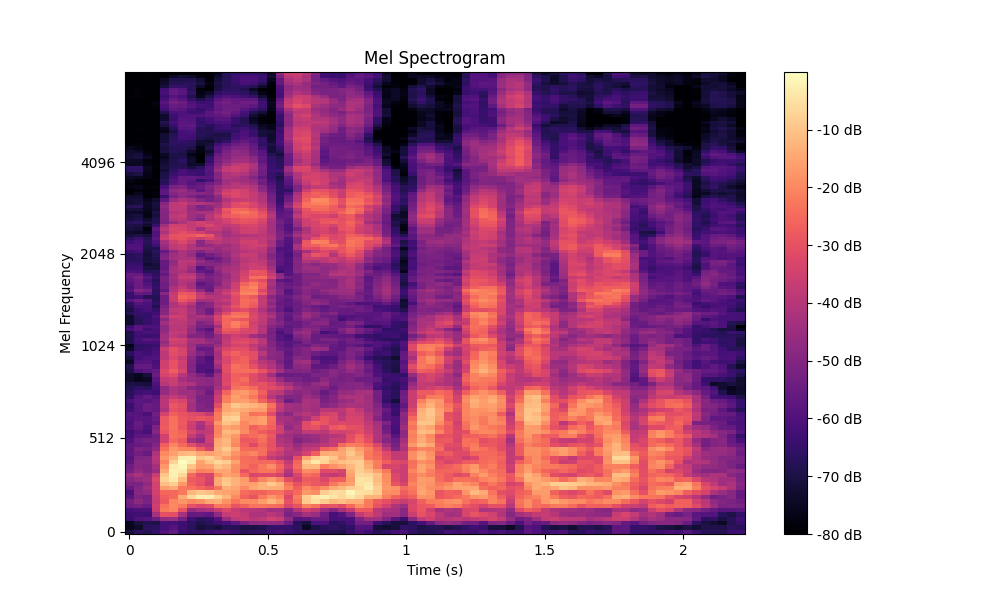 Mel Spectrogram
Mel Frequency
4096
2048
1024
512
0
0
0.5
1
1.5
2
Time (s)
-10 dB
-20 dB
-30 dB
-40 dB
-50 dB
-60 dB
-70 dB
-80 dB